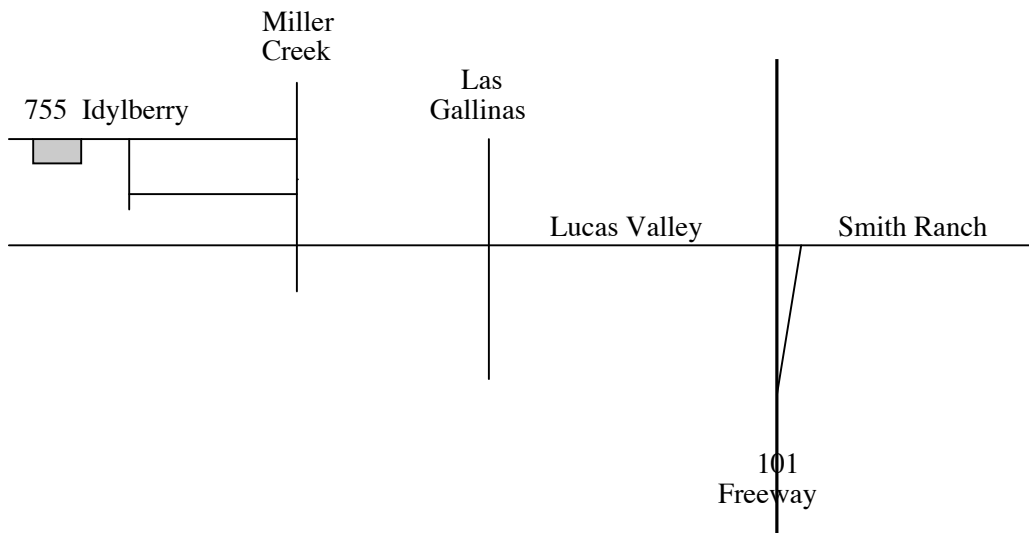 Miller
Creek
Las
Gallinas
755 Idylberry
Lucas Valley
Smith Ranch
101
Freeway